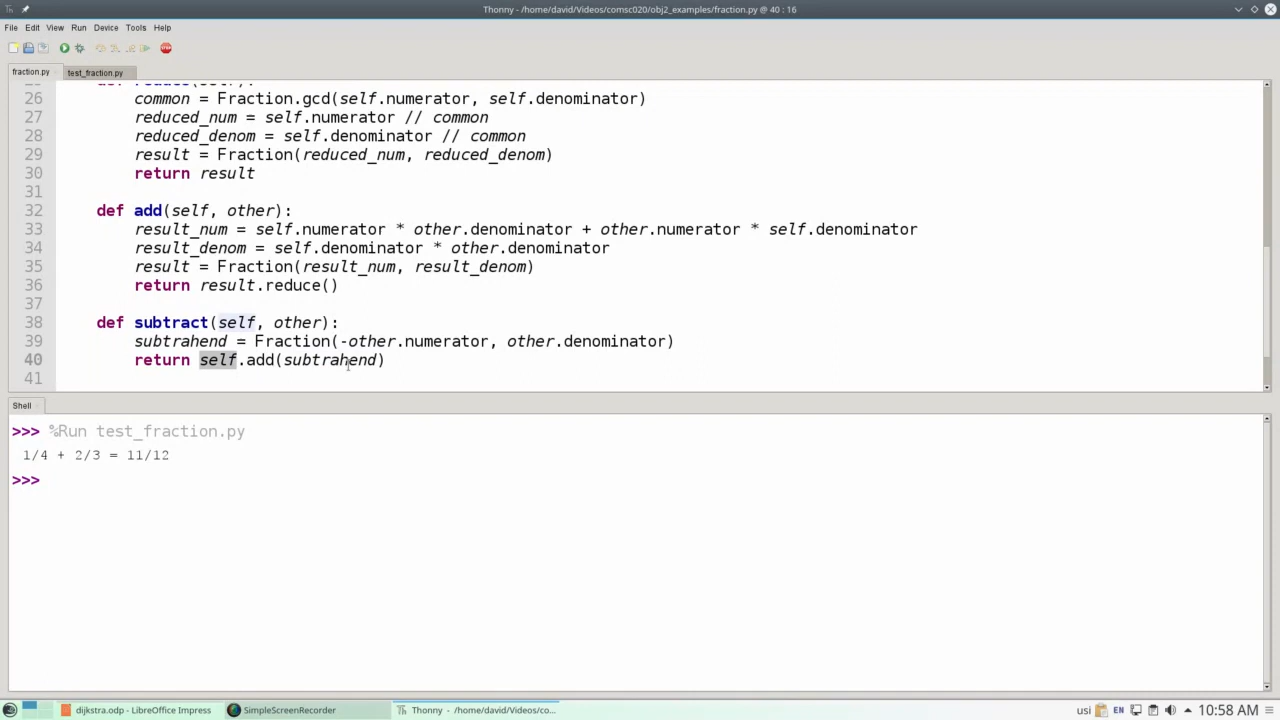 Thonny - /home/david/Videos/comsc020/obj2_examples/fraction.py @ 40 : 16
File Edit View Run Device Tools Help
fraction.py test_fraction.py
26 common = Fraction.gcd(self.numerator, self.denominator)
27 reduced_num = self.numerator // common
28 reduced_denom = self.denominator // common
29 result = Fraction(reduced_num, reduced_denom)
30 return result
31
32 def add(self, other):
33 result_num = self.numerator * other.denominator + other.numerator * self.denominator
34 result_denom = self.denominator * other.denominator
35 result = Fraction(result_num, result_denom)
36 return result.reduce()
37
38 def subtract(self, other):
39 subtrahend = Fraction(-other.numerator, other.denominator)
40 return self.add(subtrahend)
41
Shell
>>> %Run test_fraction.py
1/4 + 2/3 = 11/12
>>>
dijkstra.odp - LibreOffice Impress SimpleScreenRecorder Thonny - /home/david/Videos/co... usi EN 10:58 AM